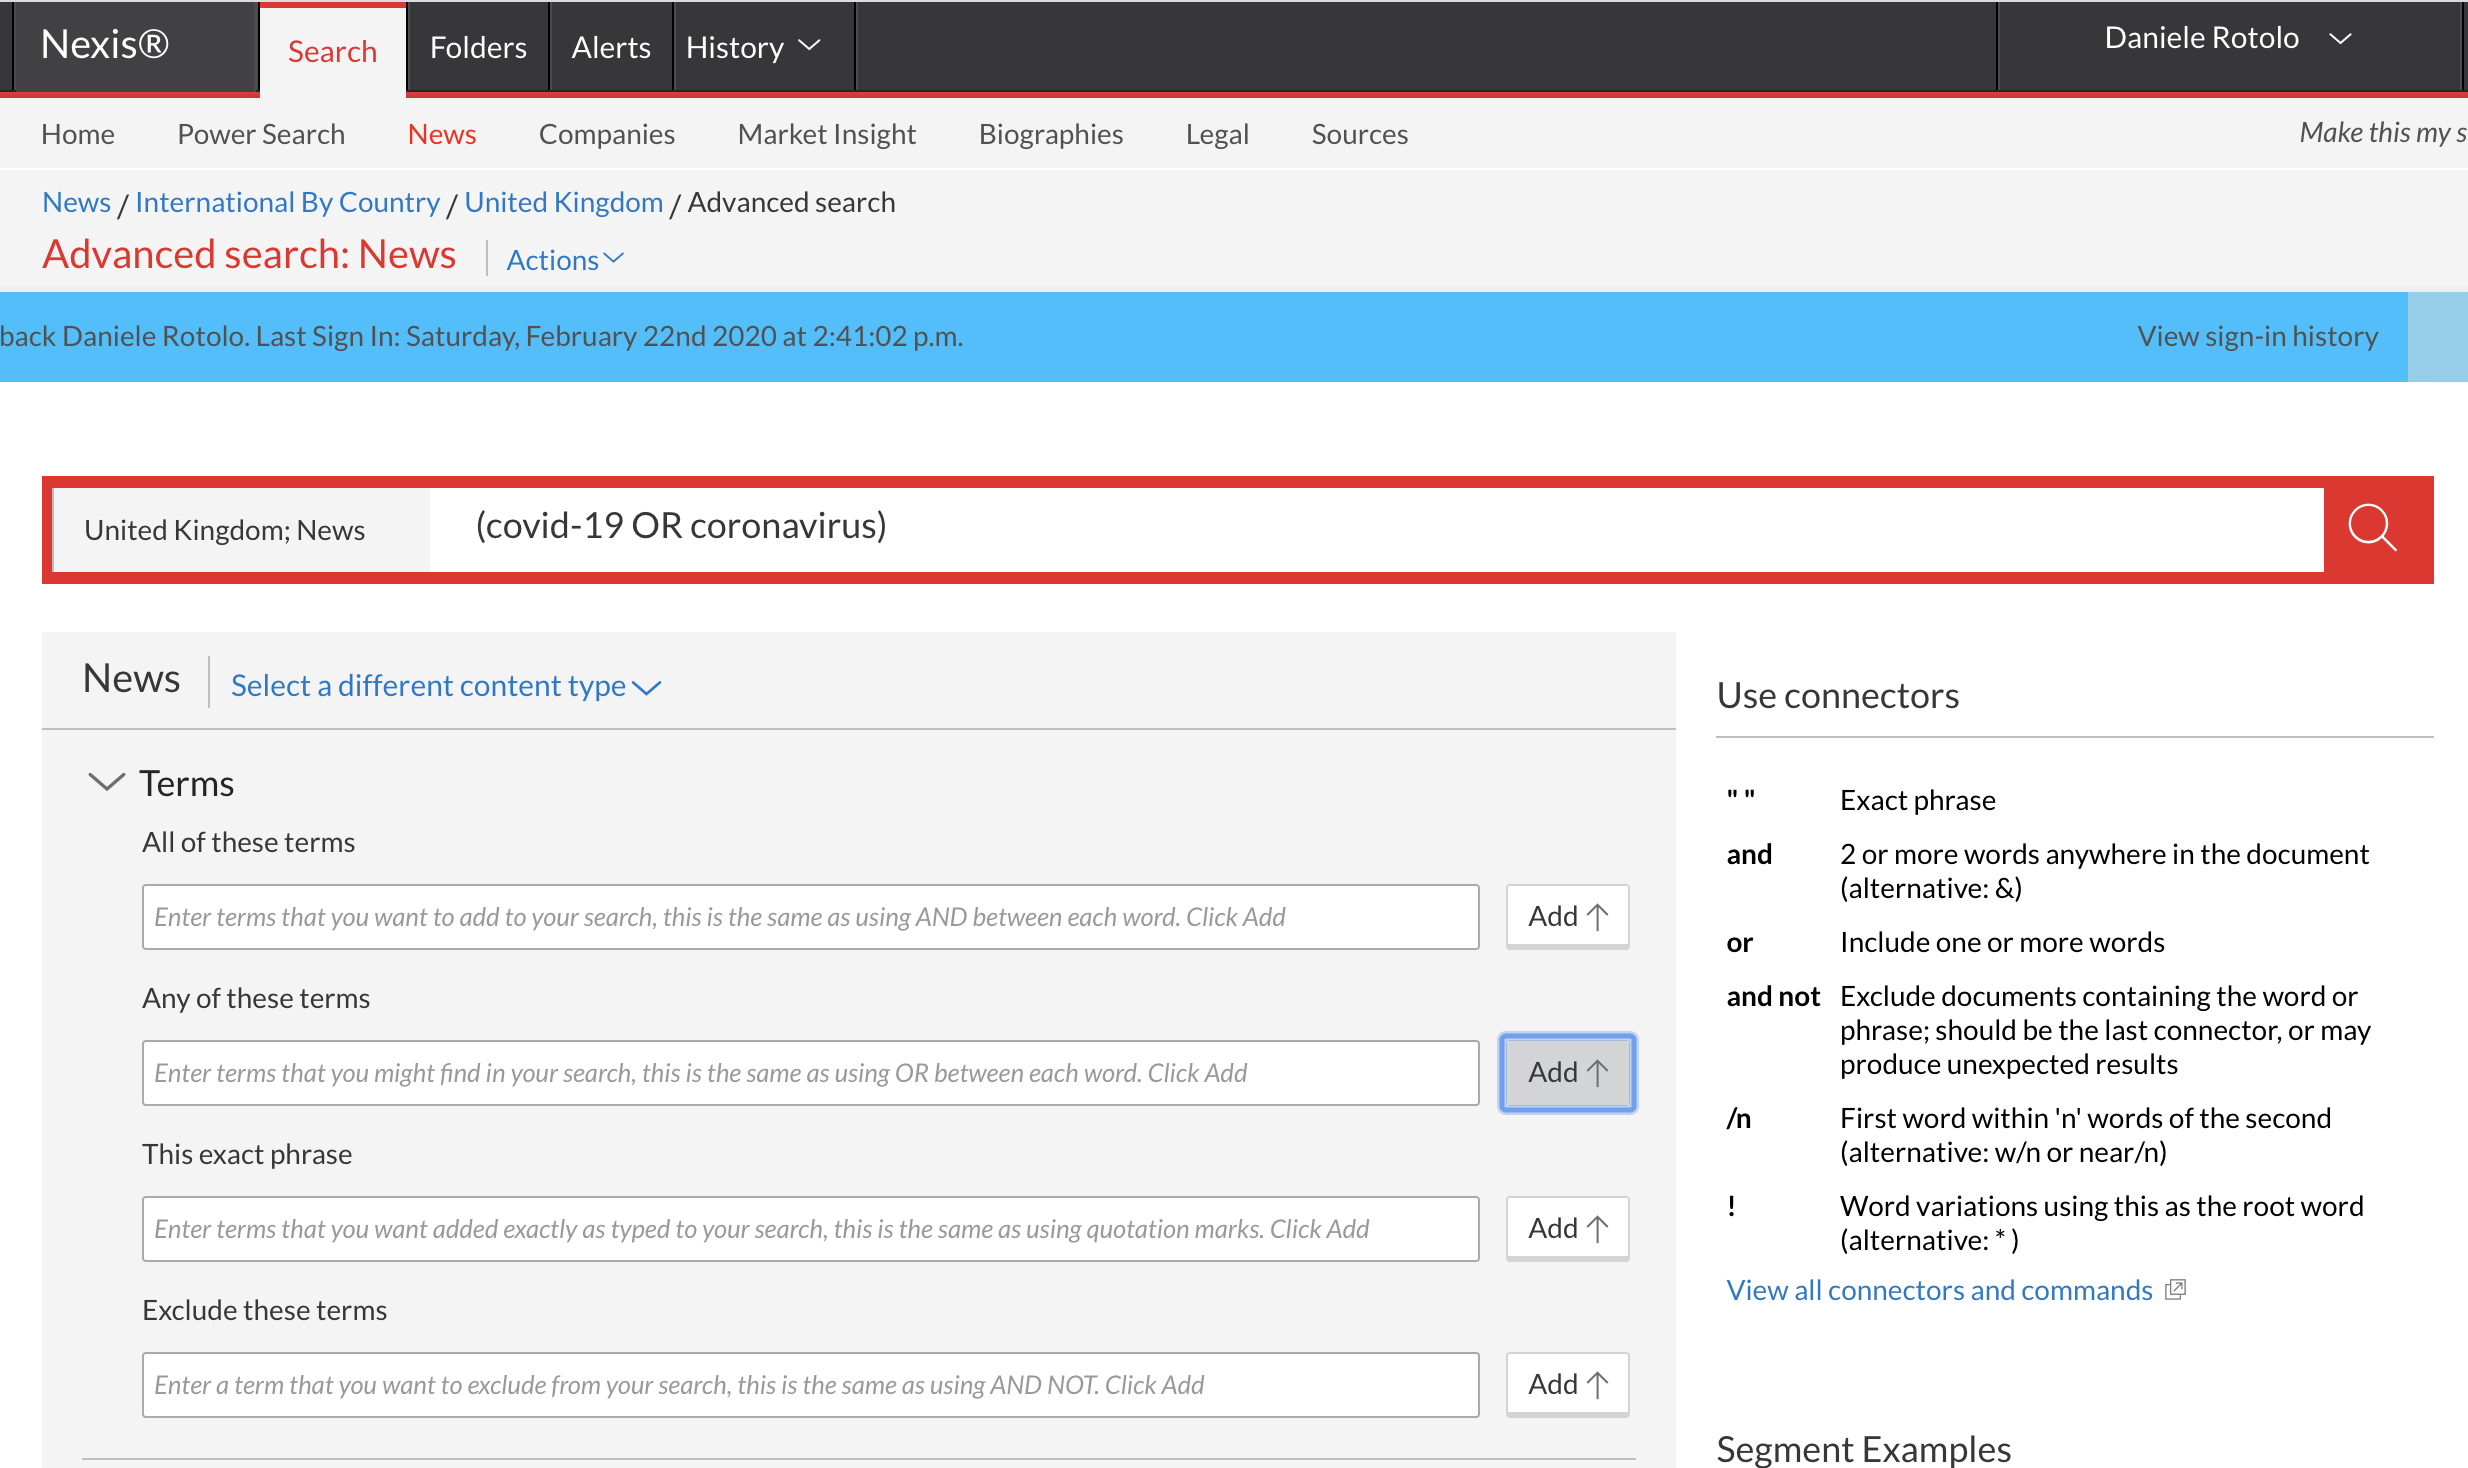 Nexis® Search Folders Alerts History Daniele Rotolo
Home Power Search News Companies Market Insight Biographies Legal Sources Make this my s
News / International By Country / United Kingdom / Advanced search
Advanced search: News Actions
back Daniele Rotolo. Last Sign In: Saturday, February 22nd 2020 at 2:41:02 p.m. View sign-in history
United Kingdom; News (covid-19 OR coronavirus)
News Select a different content type
Terms
All of these terms
Enter terms that you want to add to your search, this is the same as using AND between each word. Click Add
Add ↑
Any of these terms
Enter terms that you might find in your search, this is the same as using OR between each word. Click Add
Add ↑
This exact phrase
Enter terms that you want added exactly as typed to your search, this is the same as using quotation marks. Click Add
Add ↑
Exclude these terms
Enter a term that you want to exclude from your search, this is the same as using AND NOT. Click Add
Add ↑
Use connectors
" " Exact phrase
and 2 or more words anywhere in the document
(alternative: &)
or Include one or more words
and not Exclude documents containing the word or
phrase; should be the last connector, or may
produce unexpected results
/n First word within 'n' words of the second
(alternative: w/n or near/n)
! Word variations using this as the root word
(alternative: * )
View all connectors and commands
Segment Examples